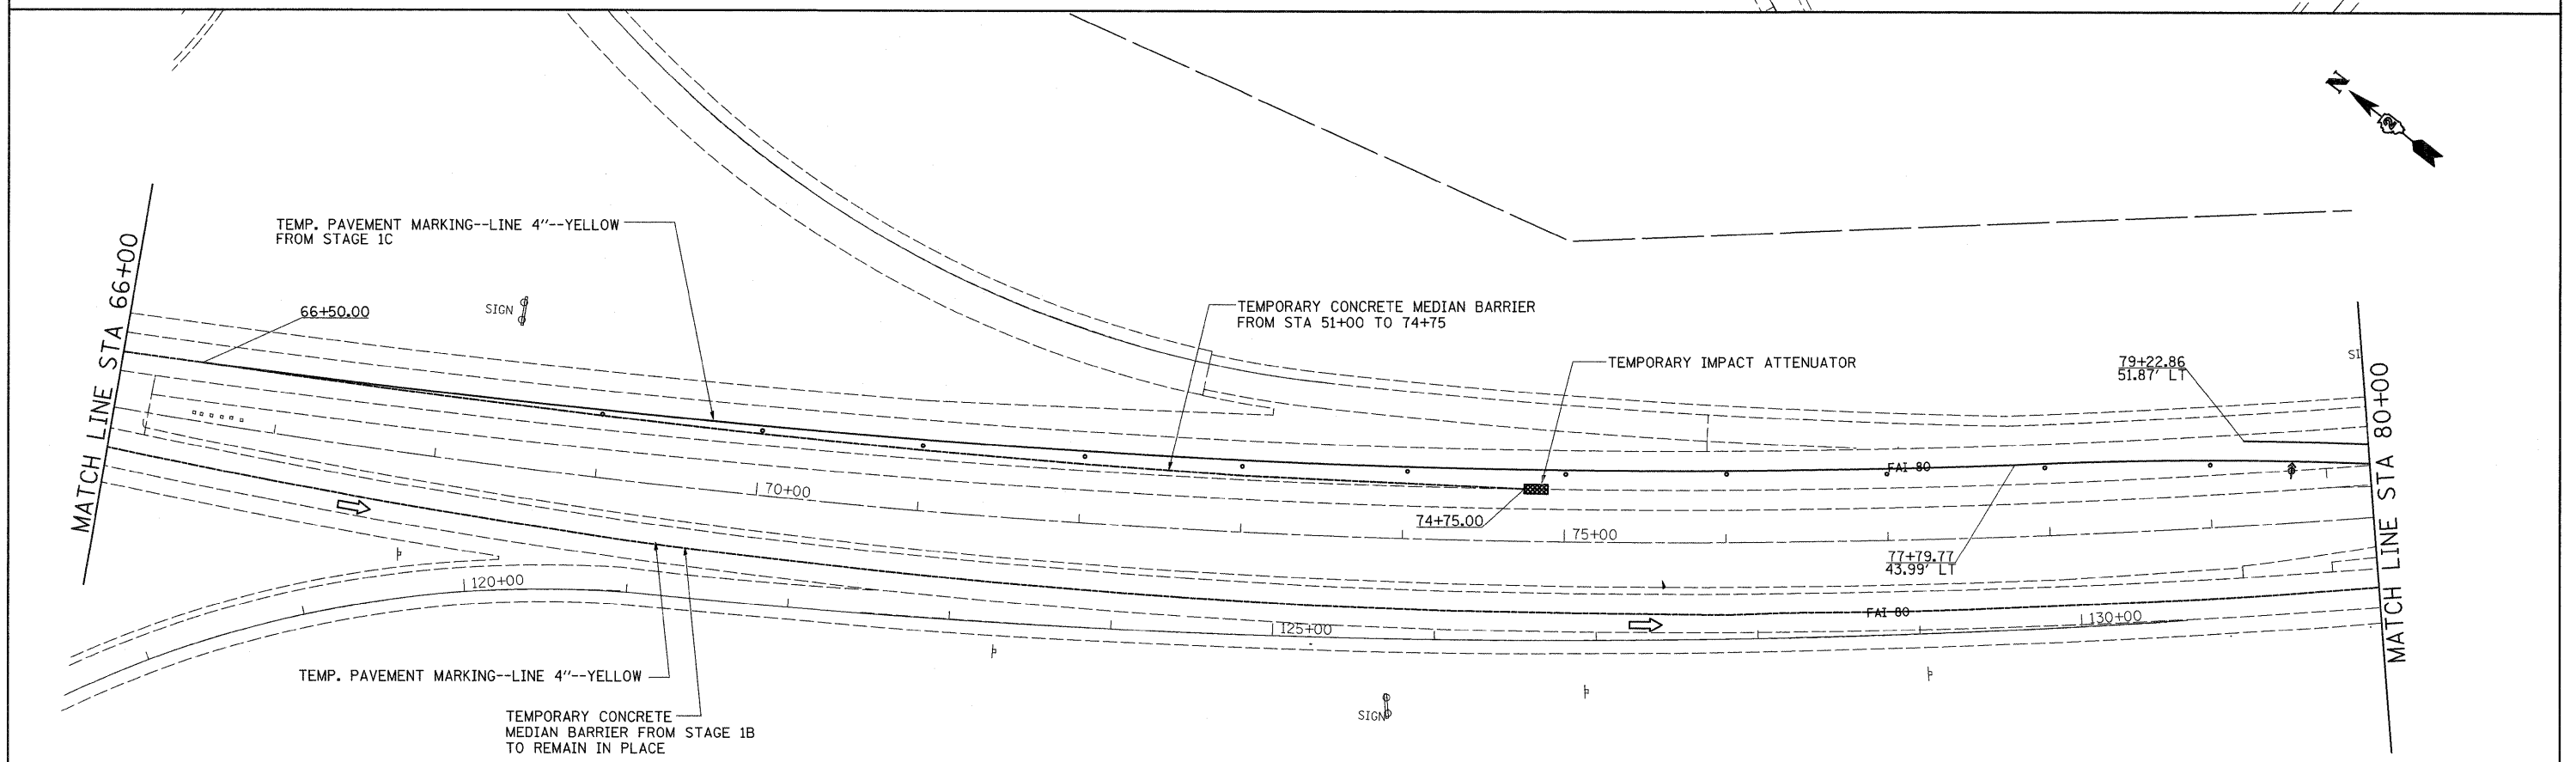 N
2
TEMP. PAVEMENT MARKING--LINE 4"--YELLOW
FROM STAGE 1C
MATCH LINE STA 66+00
66+50.00
SIGN
TEMPORARY CONCRETE MEDIAN BARRIER
FROM STA 51+00 TO 74+75
TEMPORARY IMPACT ATTENUATOR
79+22.86
51.87' LT
SI
MATCH LINE STA 80+00
FAI 80
70+00
74+75.00
75+00
77+79.77
43.99' LT
120+00
125+00
FAI 80
130+00
TEMP. PAVEMENT MARKING--LINE 4"--YELLOW
SIGN
TEMPORARY CONCRETE
MEDIAN BARRIER FROM STAGE 1B
TO REMAIN IN PLACE